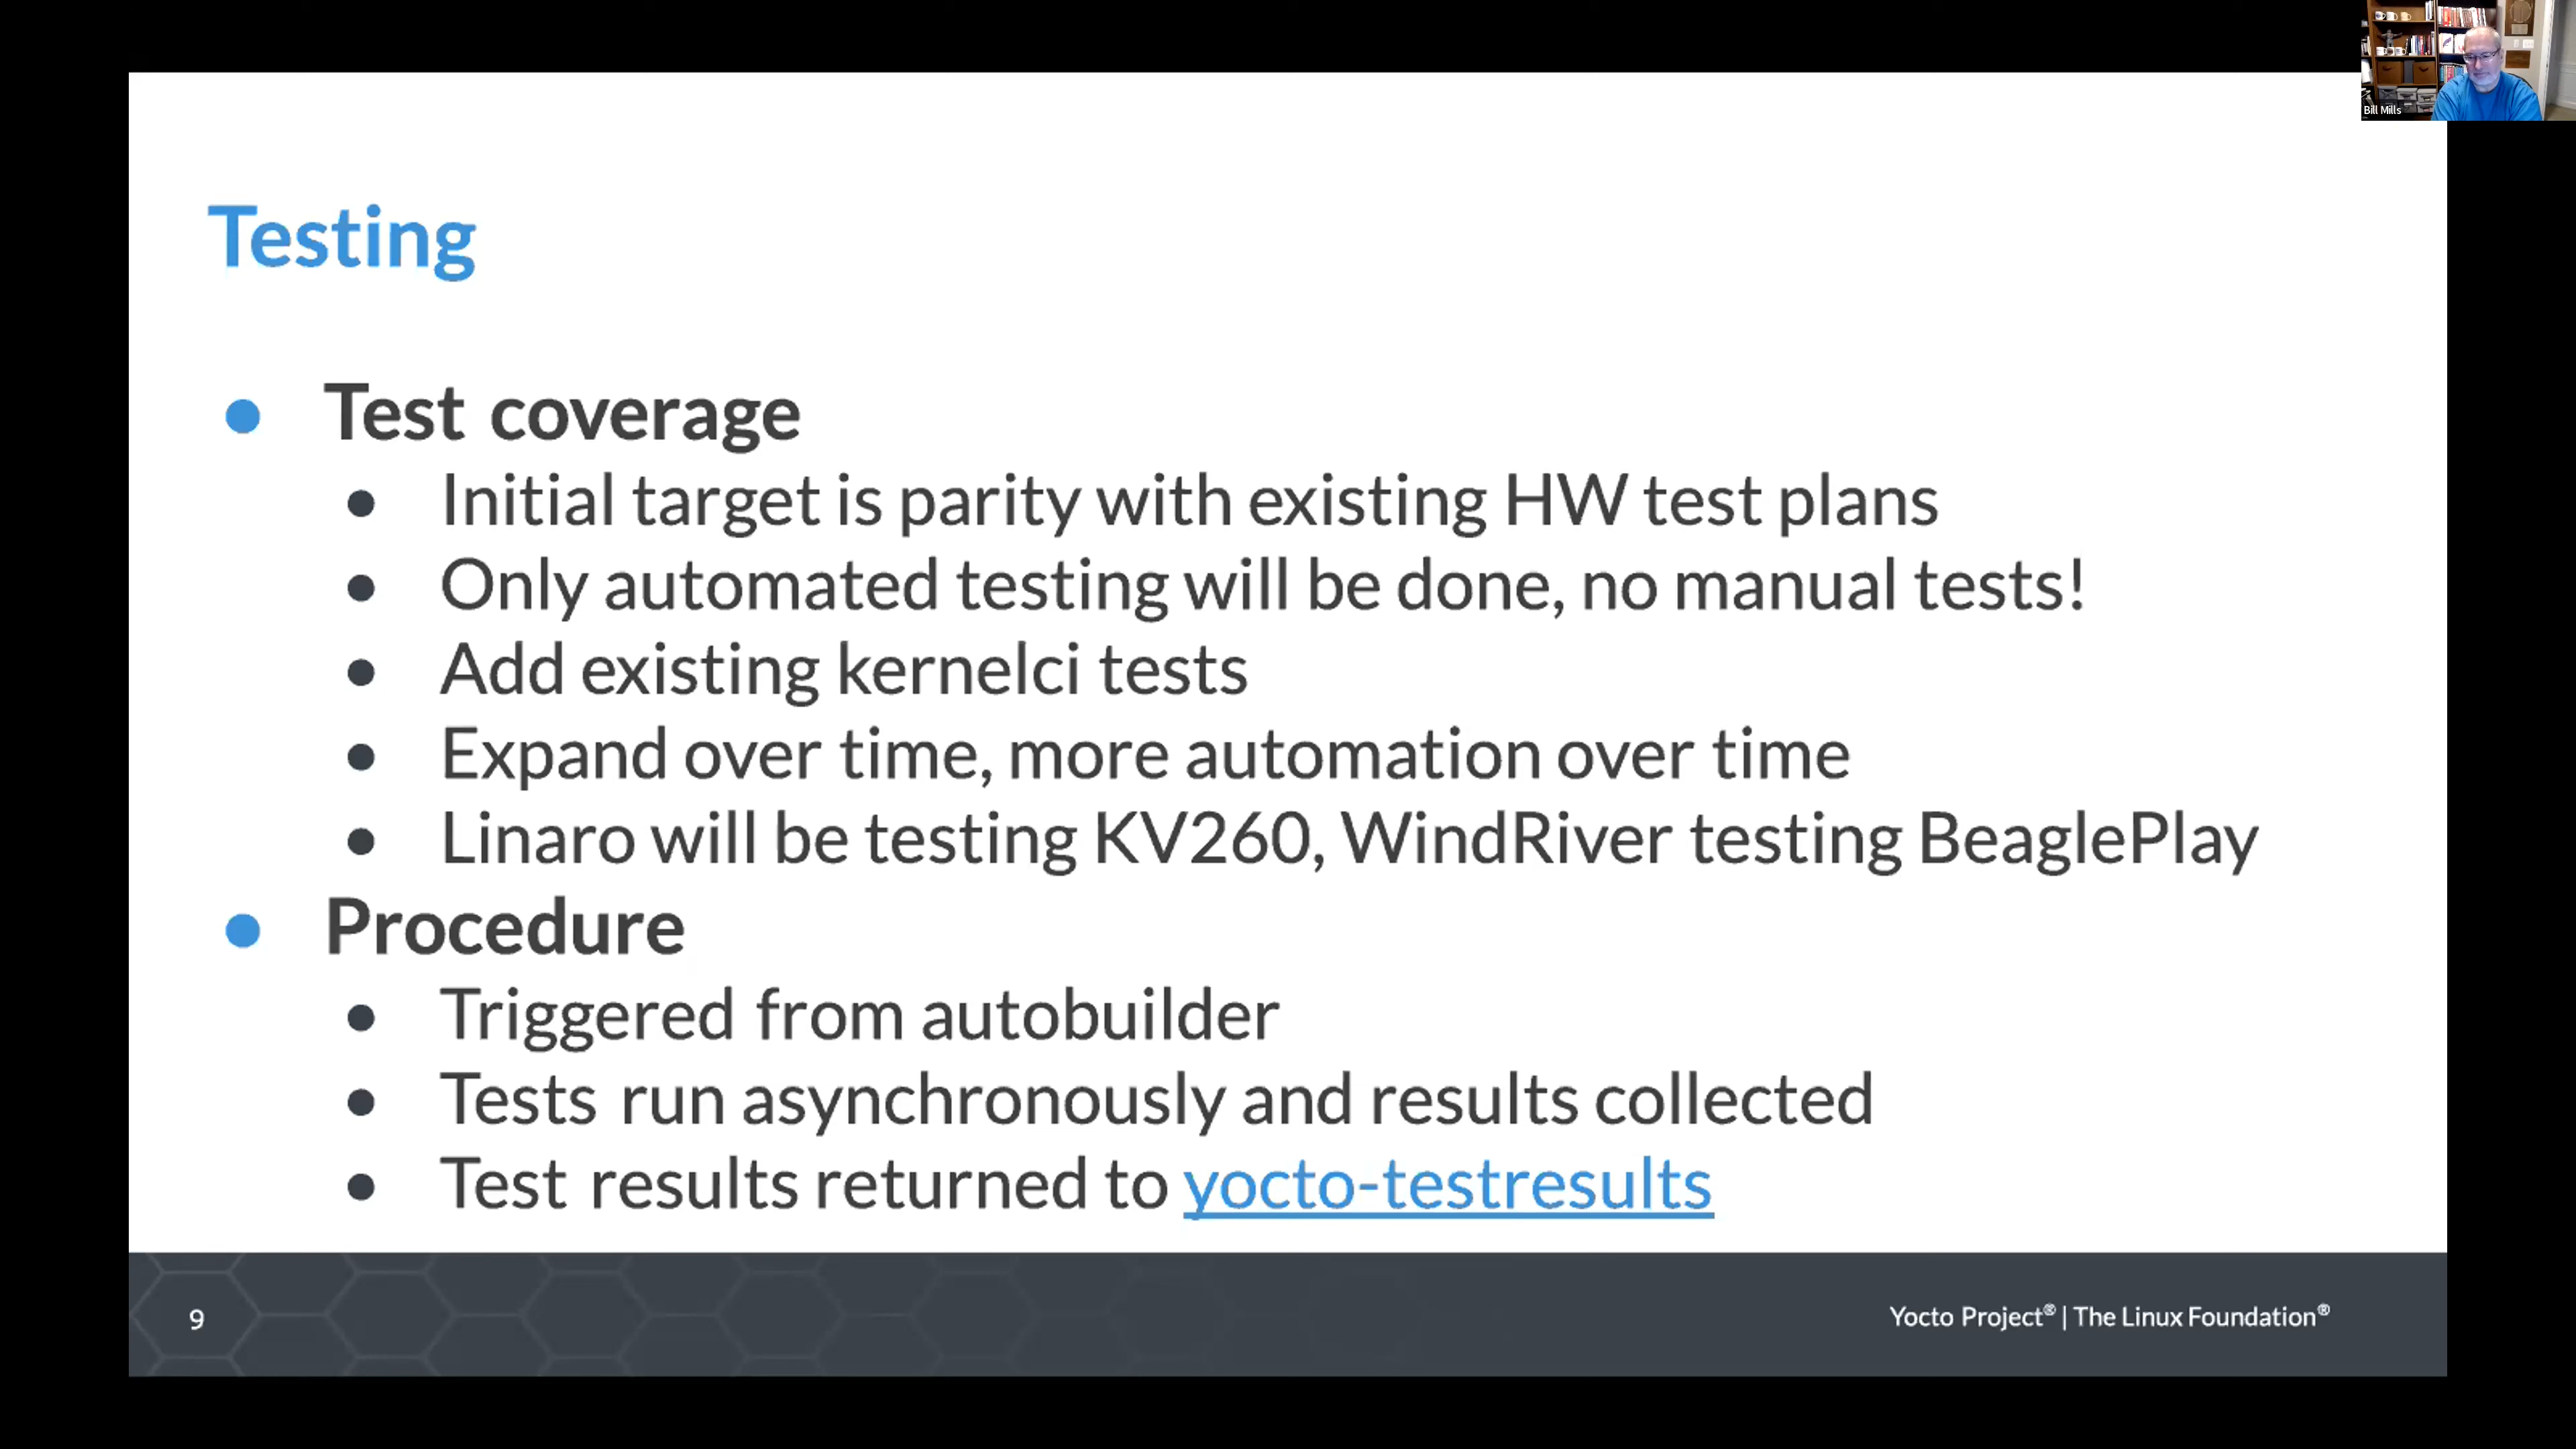 Bill Mills
Testing
Test coverage
Initial target is parity with existing HW test plans
Only automated testing will be done, no manual tests!
Add existing kernelci tests
Expand over time, more automation over time
Linaro will be testing KV260, WindRiver testing BeaglePlay
Procedure
Triggered from autobuilder
Tests run asynchronously and results collected
Test results returned to yocto-testresults
9
Yocto Project® | The Linux Foundation®